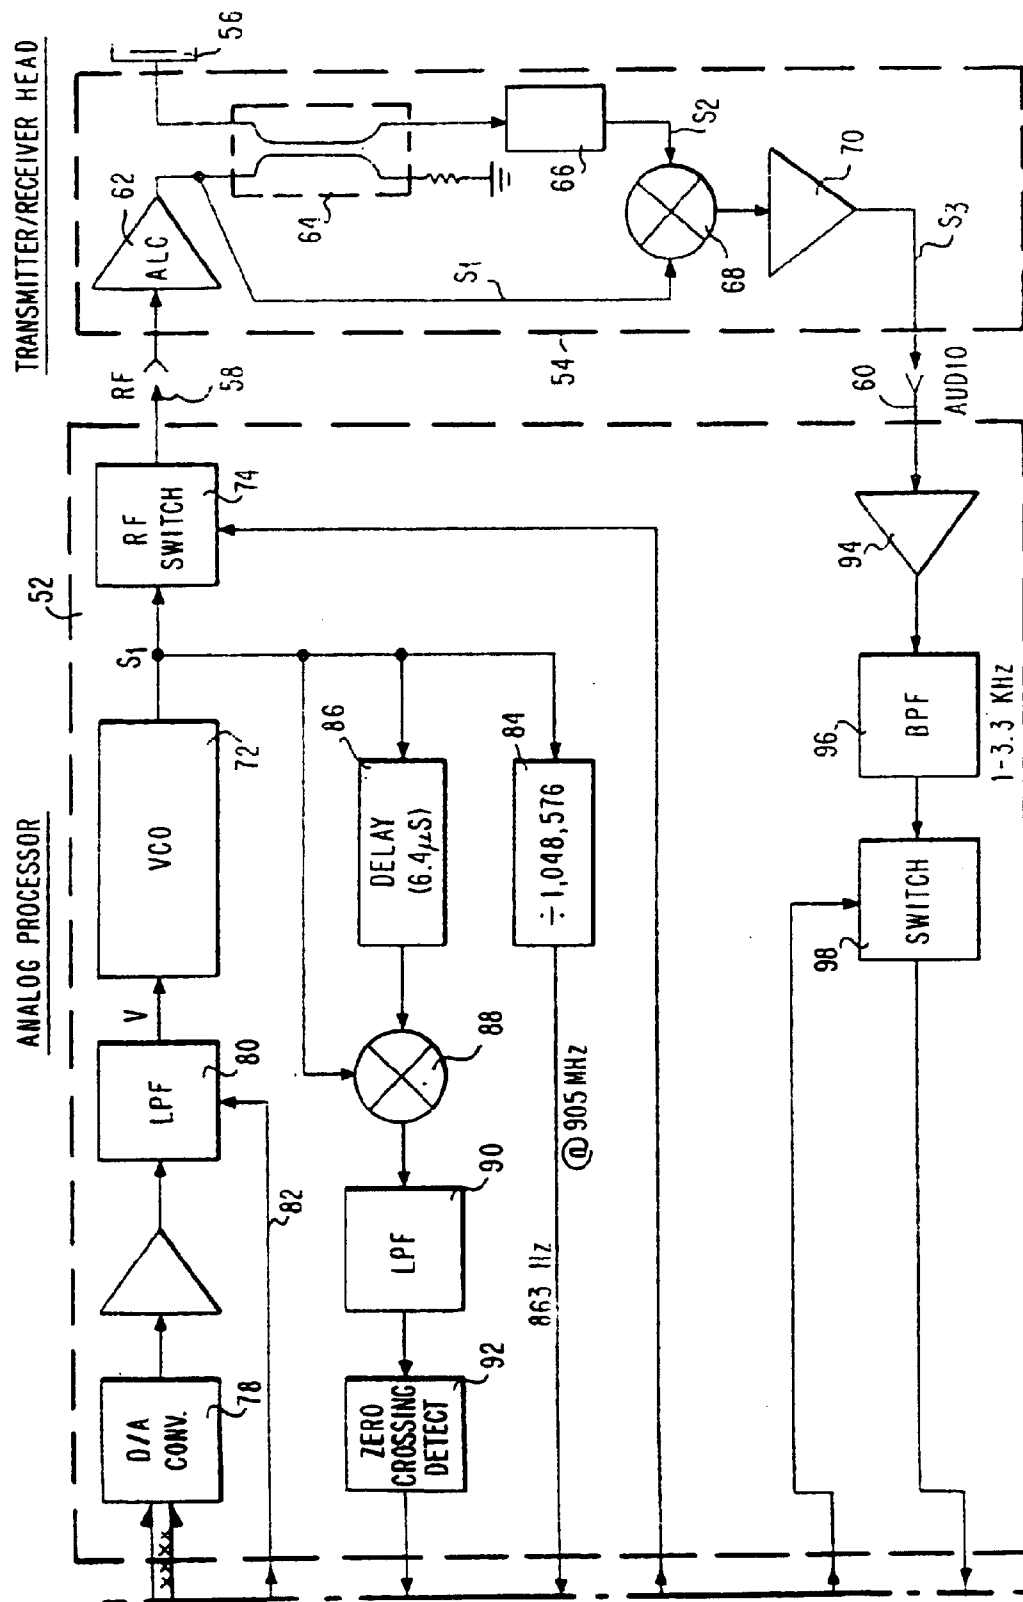 ANALOG PROCESSOR
TRANSMITTER/RECEIVER HEAD
52
D/A
CONV.
78
LPF
80
V
VCO
72
S1
RF
SWITCH
74
RF
58
ALC
62
56
82
64
66
S2
S1
68
70
S3
54
ZERO
CROSSING
DETECT
92
LPF
90
88
DELAY
(6.4µS)
86
÷1,048,576
84
863 Hz
@905MHz
60
AUDIO
94
BPF
96
1-3.3 KHz
SWITCH
98